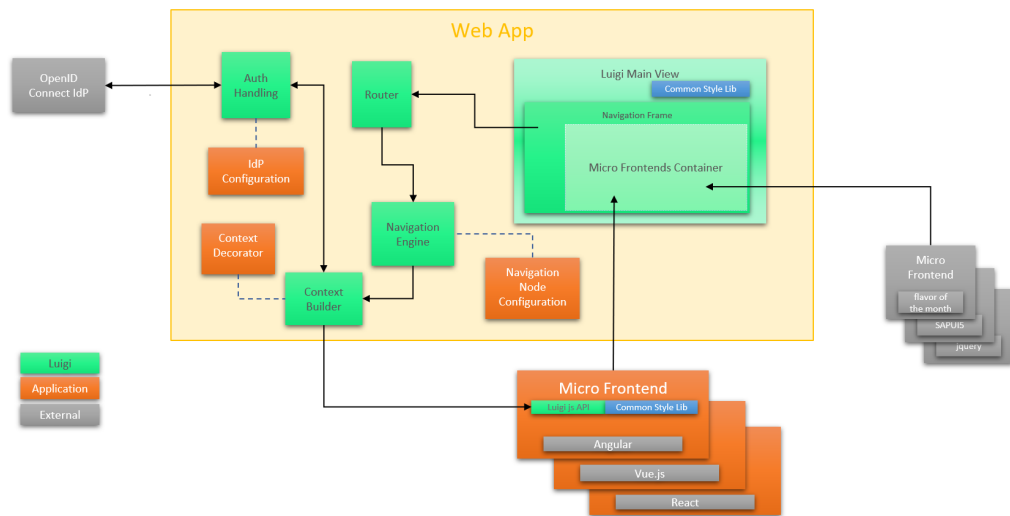 Web App
OpenID
Connect IdP
Auth
Handling
Router
Luigi Main View
Common Style Lib
Navigation Frame
Micro Frontends Container
IdP
Configuration
Context
Decorator
Navigation
Engine
Navigation
Node
Configuration
Context
Builder
Micro
Frontend
flavor of
the month
SAPUI5
jquery
Luigi
Application
External
Micro Frontend
Luigi js API
Common Style Lib
Angular
Vue.js
React